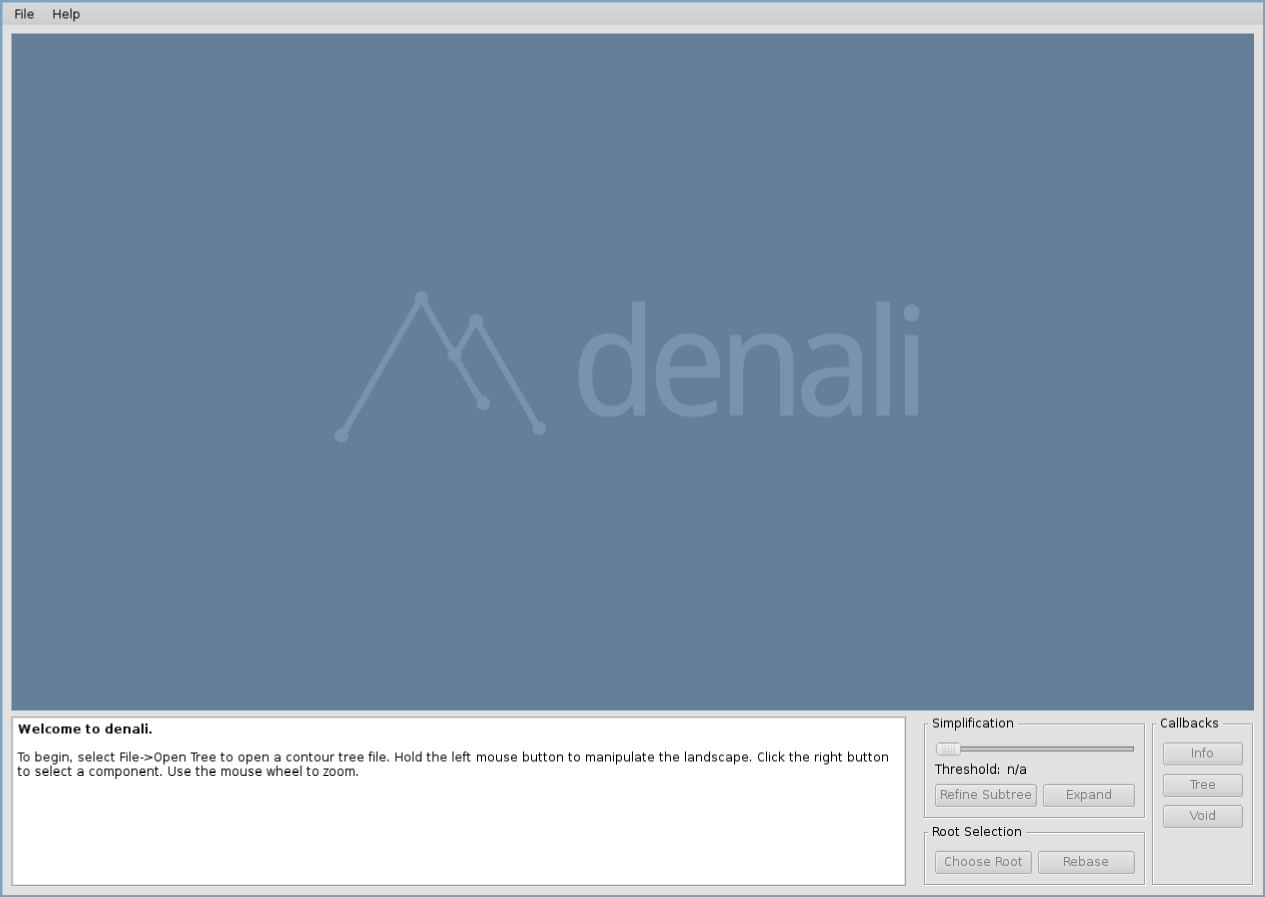 File Help
denali
Welcome to denali.
To begin, select File->Open Tree to open a contour tree file. Hold the left mouse button to manipulate the landscape. Click the right button
to select a component. Use the mouse wheel to zoom.
Simplification
Threshold: n/a
Refine Subtree Expand
Root Selection
Choose Root Rebase
Callbacks
Info
Tree
Void